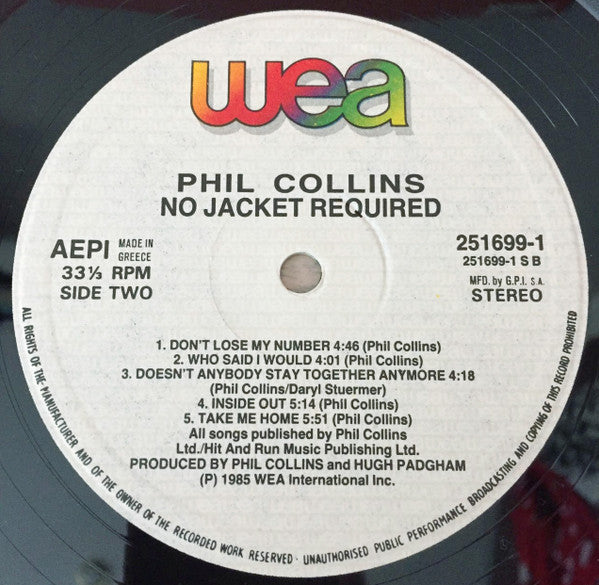 wea
PHIL COLLINS
NO JACKET REQUIRED
AEPI MADE IN GREECE
33⅓ RPM
SIDE TWO
251699-1
251699-1 S B
MFD. by G.P.I. S.A.
STEREO
1. DON'T LOSE MY NUMBER 4:46 (Phil Collins)
2. WHO SAID I WOULD 4:01 (Phil Collins)
3. DOESN'T ANYBODY STAY TOGETHER ANYMORE 4:18
(Phil Collins/Daryl Stuermer)
4. INSIDE OUT 5:14 (Phil Collins)
5. TAKE ME HOME 5:51 (Phil Collins)
All songs published by Phil Collins
Ltd./Hit And Run Music Publishing Ltd.
PRODUCED BY PHIL COLLINS and HUGH PADGHAM
(P) 1985 WEA International Inc.
ALL RIGHTS OF THE MANUFACTURER AND OF THE OWNER OF THE RECORDED WORK RESERVED · UNAUTHORISED PUBLIC PERFORMANCE BROADCASTING AND COPYING OF THIS RECORD PROHIBITED